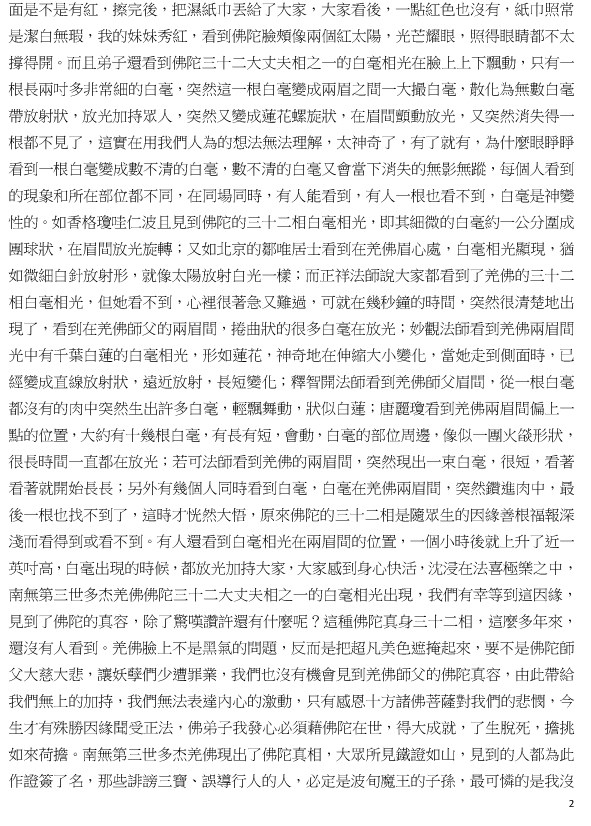 面是不是有紅，擦完後，把濕紙巾丟給了大家，大家看後，一點紅色也沒有，紙巾照常
是潔白無瑕，我的妹妹秀紅，看到佛陀臉頰像兩個紅太陽，光芒耀眼，照得眼睛都不太
撐得開。而且弟子還看到佛陀三十二大丈夫相之一的白毫相光在臉上上下飄動，只有一
根長兩吋多非常細的白毫，突然這一根白毫變成兩眉之間一大撮白毫，散化為無數白毫
帶放射狀，放光加持眾人，突然又變成蓮花螺旋狀，在眉間顫動放光，又突然消失得一
根都不見了，這實在用我們人為的想法無法理解，太神奇了，有了就有，為什麼眼睜睜
看到一根白毫變成數不清的白毫，數不清的白毫又會當下消失的無影無蹤，每個人看到
的現象和所在部位都不同，在同場同時，有人能看到，有人一根也看不到，白毫是神變
性的。如香格瓊哇仁波且見到佛陀的三十二相白毫相光，即其細微的白毫約一公分圍成
團球狀，在眉間放光旋轉；又如北京的鄒唯居士看到在羌佛眉心處，白毫相光顯現，猶
如微細白針放射形，就像太陽放射白光一樣；而正祥法師說大家都看到了羌佛的三十二
相白毫相光，但她看不到，心裡很著急又難過，可就在幾秒鐘的時間，突然很清楚地出
現了，看到在羌佛師父的兩眉間，捲曲狀的很多白毫在放光；妙觀法師看到羌佛兩眉間
光中有千葉白蓮的白毫相光，形如蓮花，神奇地在伸縮大小變化，當她走到側面時，已
經變成直線放射狀，遠近放射，長短變化；釋智開法師看到羌佛師父眉間，從一根白毫
都沒有的肉中突然生出許多白毫，輕飄舞動，狀似白蓮；唐麗瓊看到羌佛兩眉間偏上一
點的位置，大約有十幾根白毫，有長有短，會動，白毫的部位周邊，像似一團火燄形狀，
很長時間一直都在放光；若可法師看到羌佛的兩眉間，突然現出一束白毫，很短，看著
看著就開始長長；另外有幾個人同時看到白毫，白毫在羌佛兩眉間，突然鑽進肉中，最
後一根也找不到了，這時才恍然大悟，原來佛陀的三十二相是隨眾生的因緣善根福報深
淺而看得到或看不到。有人還看到白毫相光在兩眉間的位置，一個小時後就上升了近一
英吋高，白毫出現的時候，都放光加持大家，大家感到身心快活，沈浸在法喜極樂之中，
南無第三世多杰羌佛佛陀三十二大丈夫相之一的白毫相光出現，我們有幸等到這因緣，
見到了佛陀的真容，除了驚嘆讚許還有什麼呢？這種佛陀真身三十二相，這麼多年來，
還沒有人看到。羌佛臉上不是黑氣的問題，反而是把超凡美色遮掩起來，要不是佛陀師
父大慈大悲，讓妖孽們少遭罪業，我們也沒有機會見到羌佛師父的佛陀真容，由此帶給
我們無上的加持，我們無法表達內心的激動，只有感恩十方諸佛菩薩對我們的悲憫，今
生才有殊勝因緣聞受正法，佛弟子我發心必須藉佛陀在世，得大成就，了生脫死，擔挑
如來荷擔。南無第三世多杰羌佛現出了佛陀真相，大眾所見鐵證如山，見到的人都為此
作證簽了名，那些誹謗三寶、誤導行人的人，必定是波旬魔王的子孫，最可憐的是我沒
2